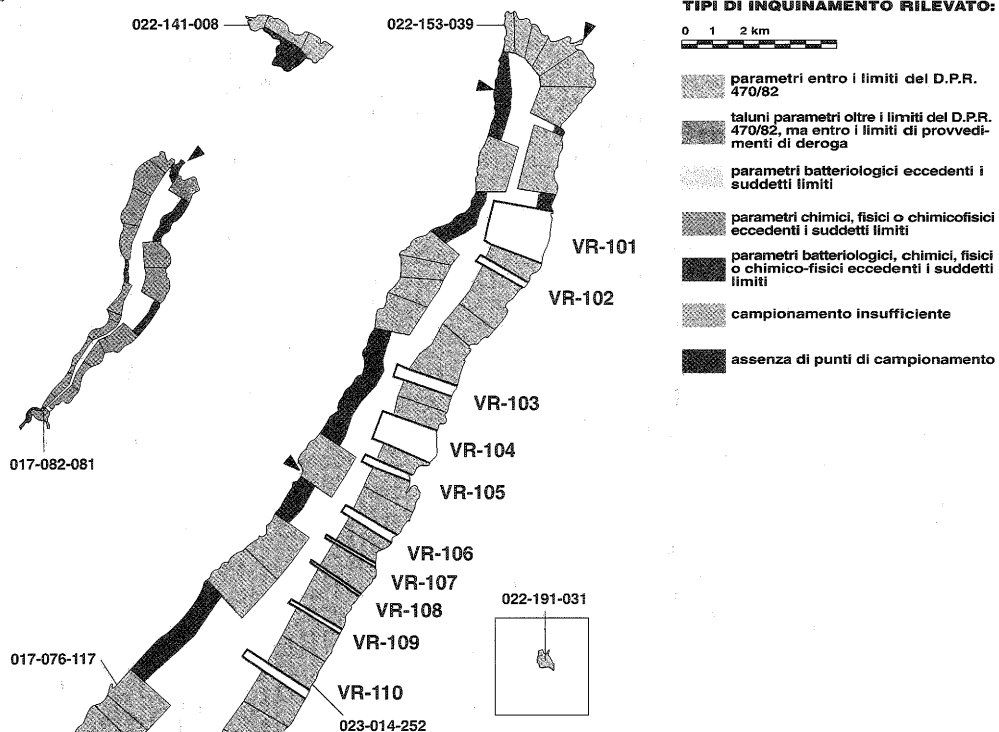 022-141-008
022-153-039
TIPI DI INQUINAMENTO RILEVATO:
0 1 2 km
parametri entro i limiti del D.P.R.
470/82
taluni parametri oltre i limiti del D.P.R.
470/82, ma entro i limiti di provvedi-
menti di deroga
parametri batteriologici eccedenti i
suddetti limiti
parametri chimici, fisici o chimicofisici
eccedenti i suddetti limiti
parametri batteriologici, chimici, fisici
o chimico-fisici eccedenti i suddetti
limiti
campionamento insufficiente
assenza di punti di campionamento
VR-101
VR-102
VR-103
VR-104
VR-105
VR-106
VR-107
VR-108
VR-109
VR-110
017-082-081
022-191-031
017-076-117
023-014-252